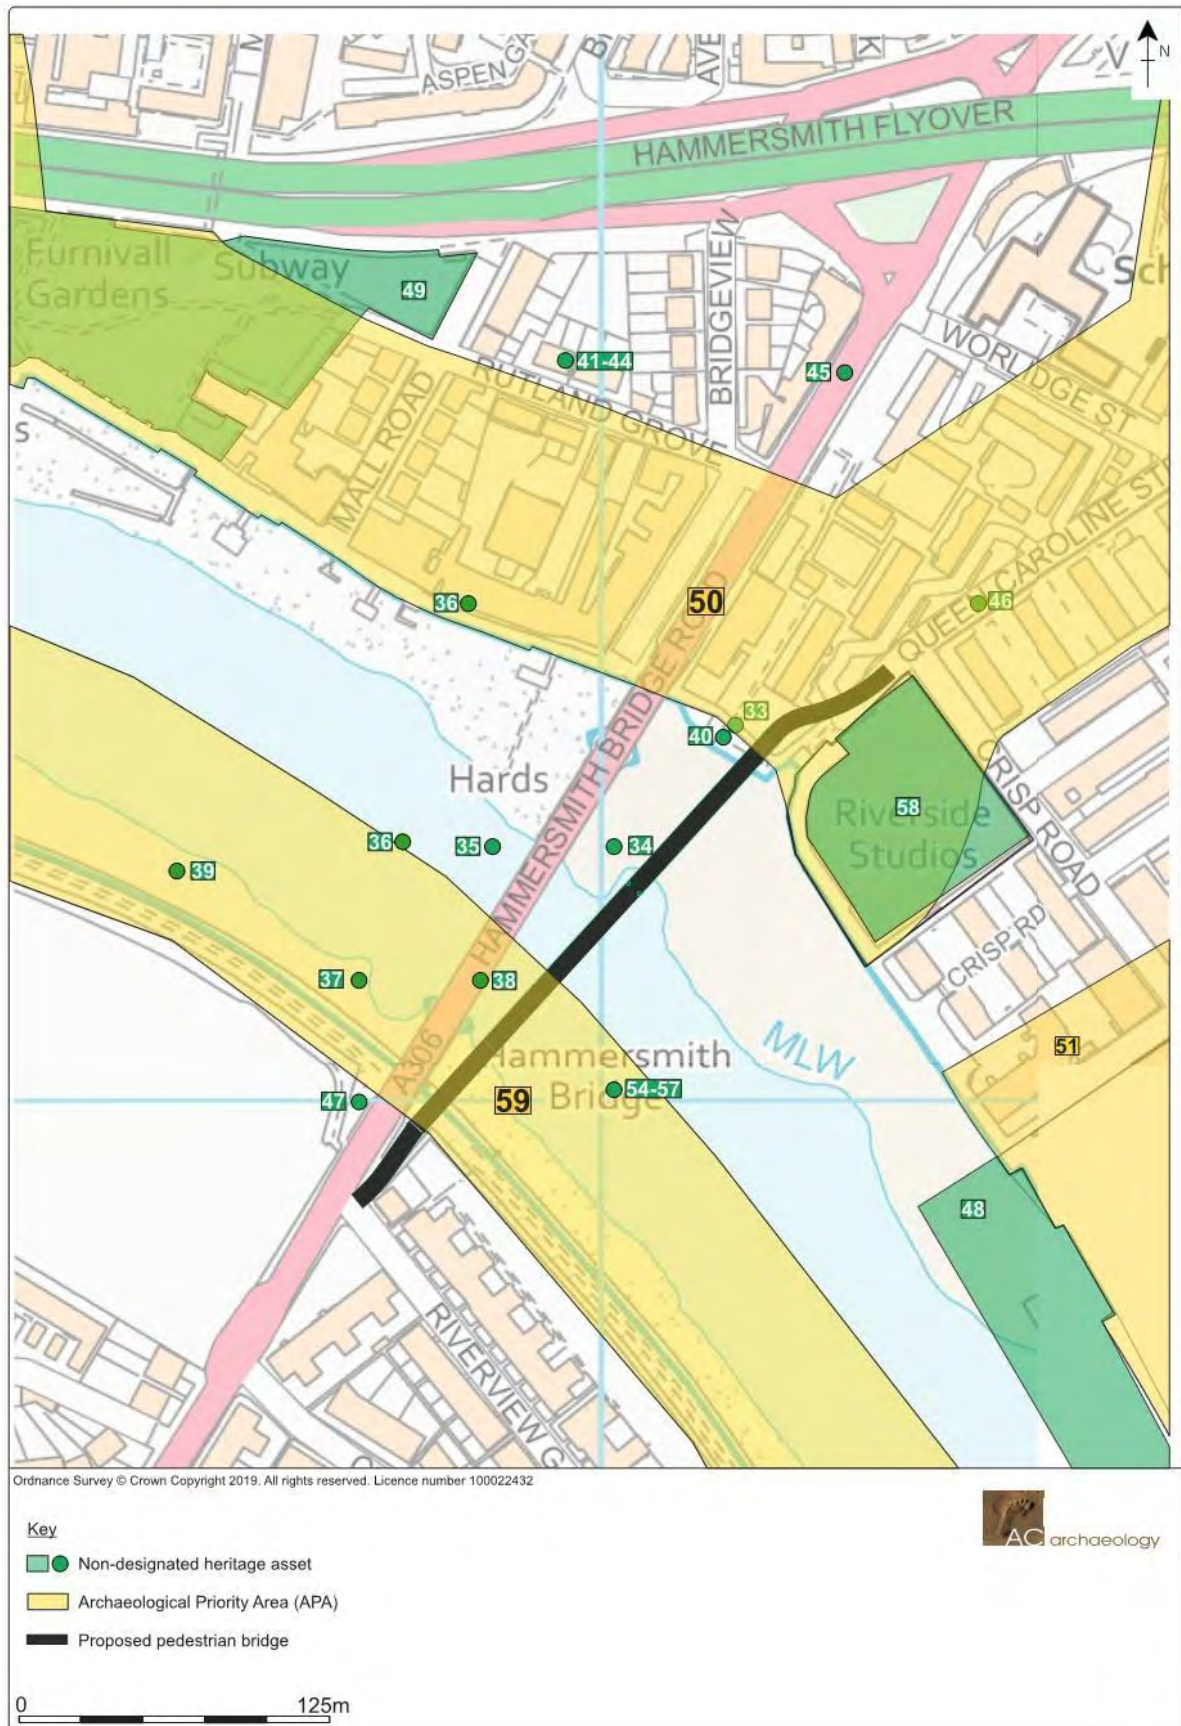 N
ASPEN
AVE
K
V
HAMMERSMITH FLYOVER
Furnivall
Gardens
Subway
49
BRIDGEVIEW
Sch
WORLIDGE ST
41-44
45
RUTLAND GROVE
MALL ROAD
s
QUEEN CAROLINE ST
36
50
46
HAMMERSMITH BRIDGE ROAD
33
40
Hards
CRISP ROAD
58
Riverside
Studios
36
35
34
39
CRISP RD
37
38
MLW
A306
Hammersmith
Bridge
51
54-57
47
59
48
RIVERVIEW G
Ordnance Survey © Crown Copyright 2019. All rights reserved. Licence number 100022432
Key
Non-designated heritage asset
Archaeological Priority Area (APA)
Proposed pedestrian bridge
AC archaeology
0 125m